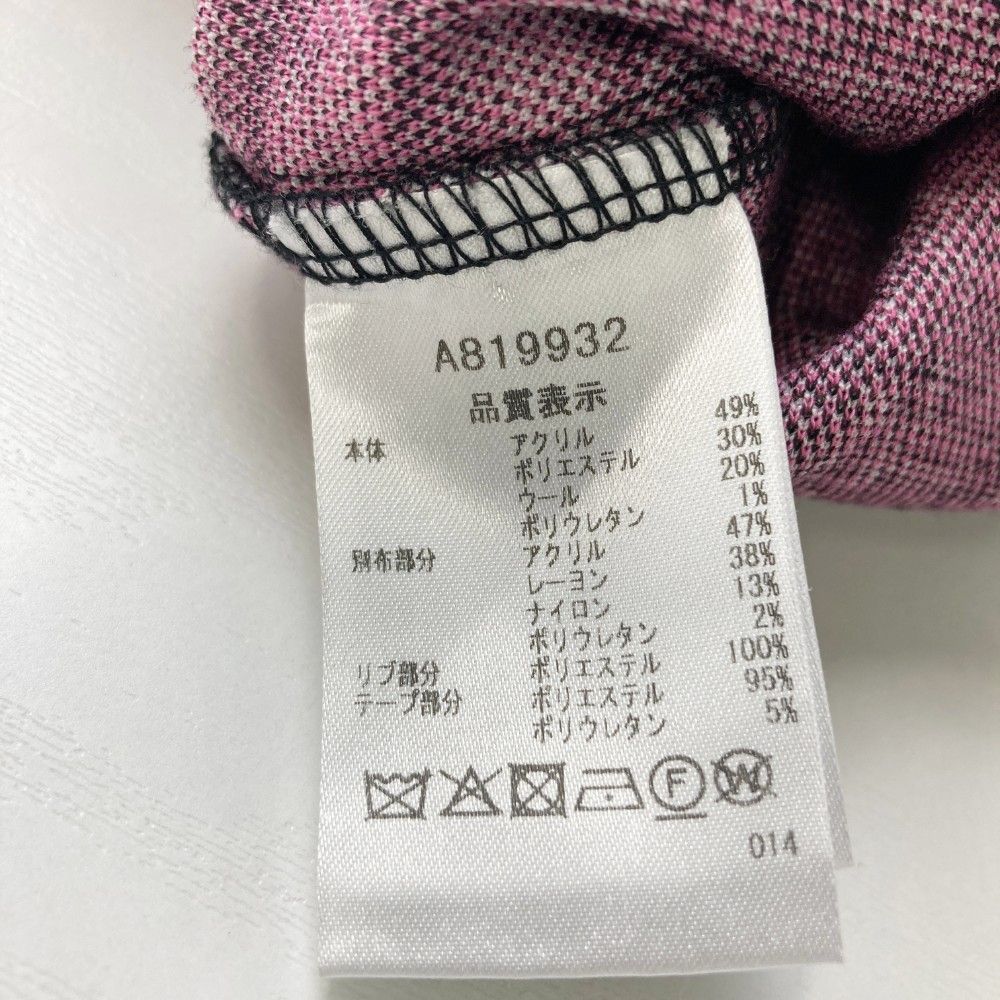 A819932
品質表示
本体 アクリル 49%
ポリエステル 30%
ウール 20%
ポリウレタン 1%
別布部分 アクリル 47%
レーヨン 38%
ナイロン 13%
ポリウレタン 2%
リブ部分 ポリエステル 100%
テープ部分 ポリエステル 95%
ポリウレタン 5%
F W
014